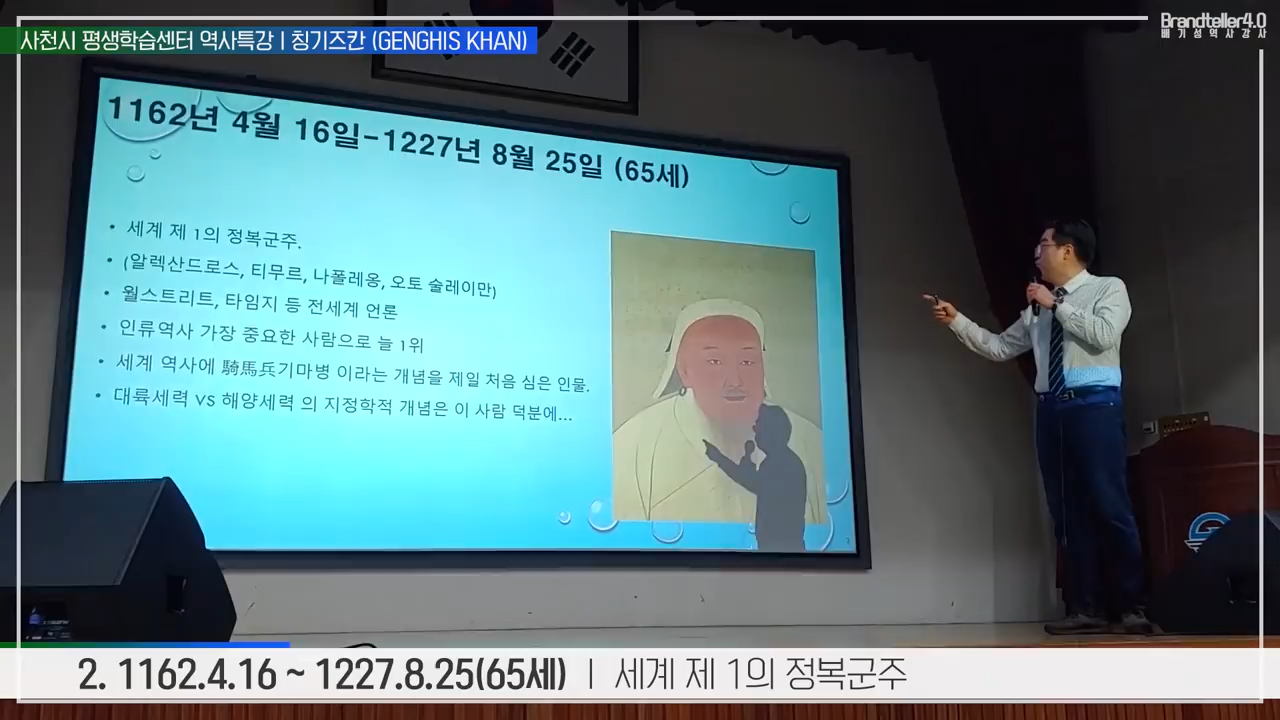 사천시 평생학습센터 역사특강 | 칭기즈칸 (GENGHIS KHAN)
Brandteller4.0
배기성역사강사
1162년 4월 16일-1227년 8월 25일 (65세)
• 세계 제 1의 정복군주.
• (알렉산드로스, 티무르, 나폴레옹, 오토 술레이만)
• 월스트리트, 타임지 등 전세계 언론
• 인류역사 가장 중요한 사람으로 늘 1위
• 세계 역사에 騎馬兵기마병 이라는 개념을 제일 처음 심은 인물.
• 대륙세력 vs 해양세력 의 지정학적 개념은 이 사람 덕분에...
2. 1162.4.16 ~ 1227.8.25(65세) | 세계 제 1의 정복군주